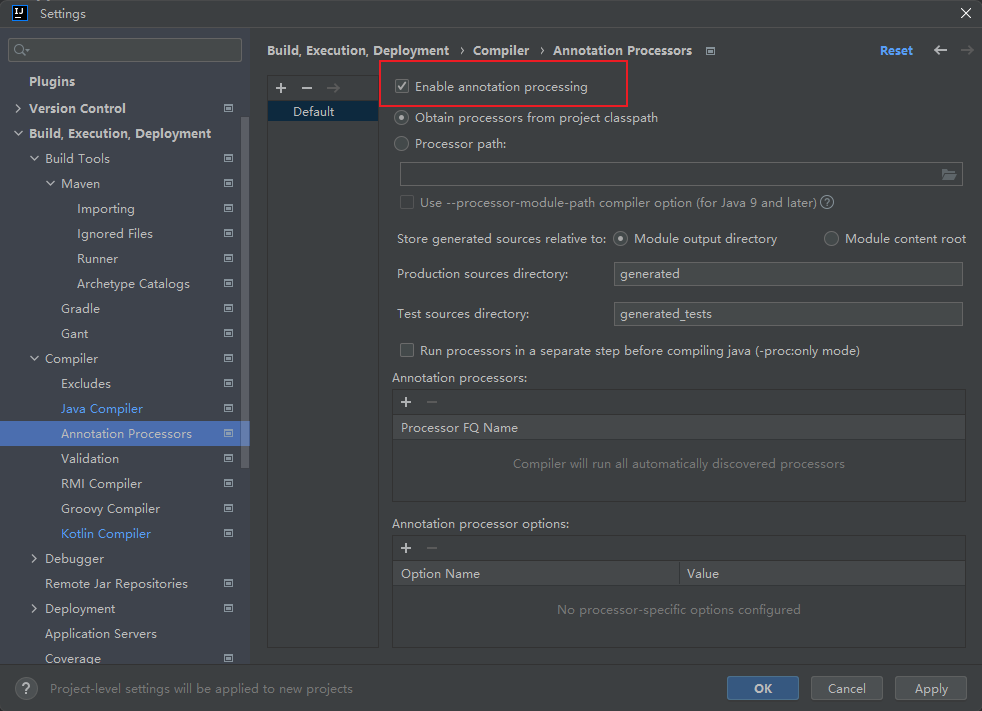 IJ
Settings
Plugins
Version Control
Build, Execution, Deployment
Build Tools
Maven
Importing
Ignored Files
Runner
Archetype Catalogs
Gradle
Gant
Compiler
Excludes
Java Compiler
Annotation Processors
Validation
RMI Compiler
Groovy Compiler
Kotlin Compiler
Debugger
Remote Jar Repositories
Deployment
Application Servers
Coverage
Build, Execution, Deployment › Compiler › Annotation Processors
Reset
Default
Enable annotation processing
Obtain processors from project classpath
Processor path:
Use --processor-module-path compiler option (for Java 9 and later) ?
Store generated sources relative to: Module output directory Module content root
Production sources directory: generated
Test sources directory: generated_tests
Run processors in a separate step before compiling java (-proc:only mode)
Annotation processors:
Processor FQ Name
Compiler will run all automatically discovered processors
Annotation processor options:
Option Name Value
No processor-specific options configured
? Project-level settings will be applied to new projects
OK Cancel Apply